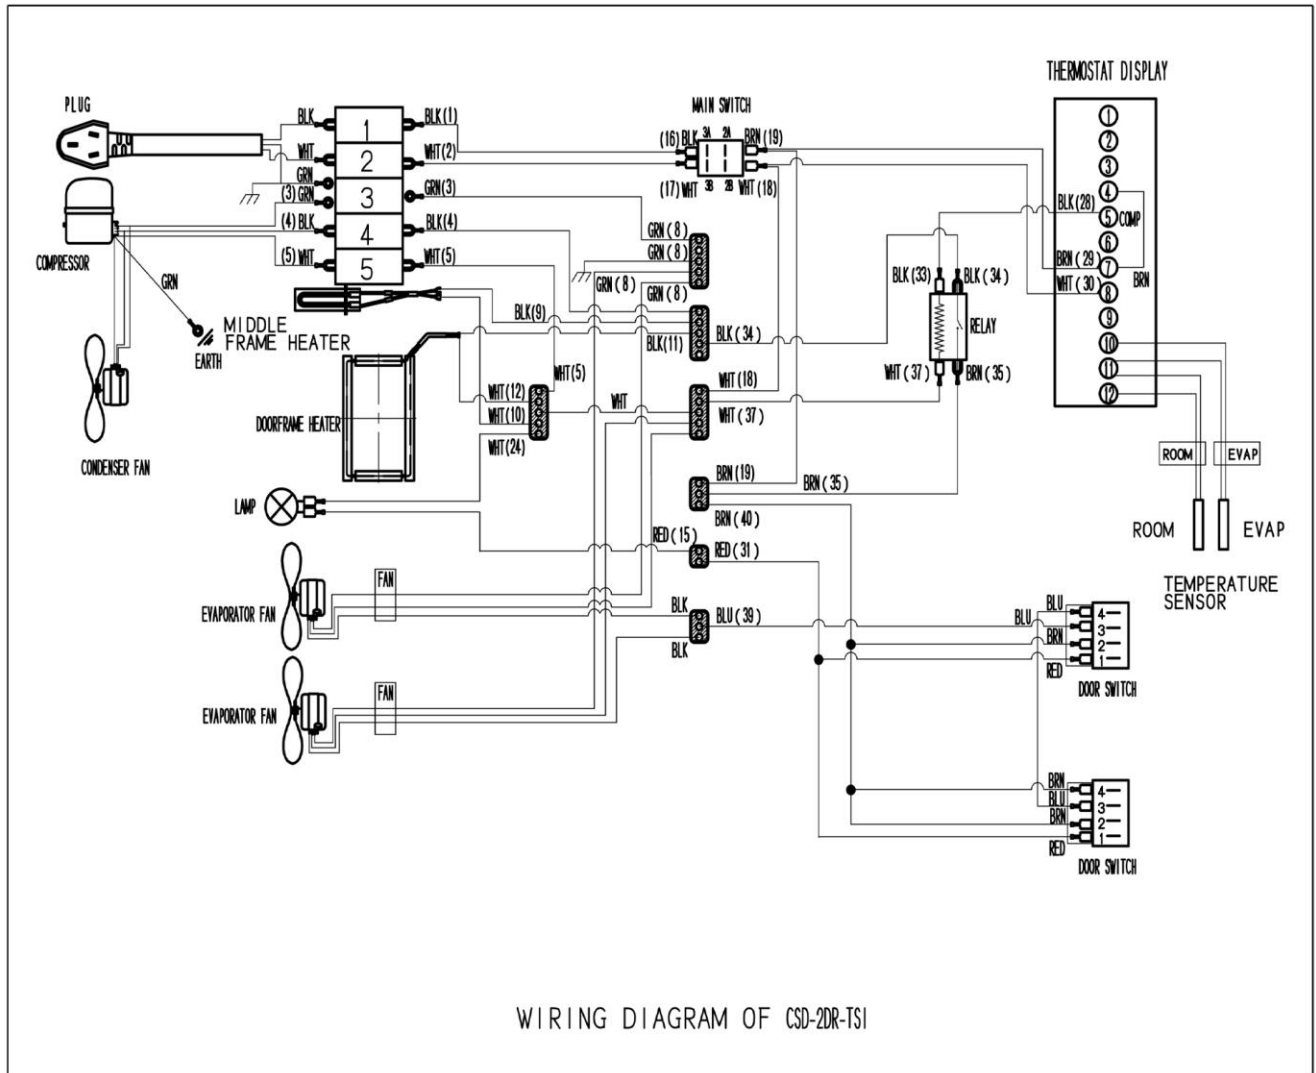 THERMOSTAT DISPLAY
PLUG
MAIN SWITCH
BLK
1
BLK(1)
(16) BLK
3A
2A
BRN(19)
WHT
2
WHT(2)
(17) WHT
3B
2B
WHT(18)
GRN
(3) GRN
3
GRN(3)
(4) BLK
4
BLK(4)
(5) WHT
5
WHT(5)
COMPRESSOR
GRN
EARTH
MIDDLE
FRAME HEATER
CONDENSER FAN
DOORFRAME HEATER
GRN(8)
GRN(8)
GRN(8)
GRN(8)
BLK(9)
BLK(11)
BLK(34)
WHT(5)
WHT(12)
WHT(10)
WHT(24)
WHT
WHT(18)
WHT(37)
BLK(33)
BLK(34)
RELAY
WHT(37)
BRN(35)
1
2
3
4
BLK(28)
5
COMP
6
BRN(29)
7
BRN
WHT(30)
8
9
10
11
12
ROOM
EVAP
ROOM
EVAP
TEMPERATURE
SENSOR
LAMP
BRN(19)
BRN(35)
BRN(40)
RED(15)
RED(31)
EVAPORATOR FAN
FAN
BLK
BLU(39)
BLK
EVAPORATOR FAN
FAN
BLU
4
BLU
3
BRN
2
1
RED
DOOR SWITCH
BRN
4
BLU
3
BRN
2
1
RED
DOOR SWITCH
WIRING DIAGRAM OF CSD-2DR-TSI